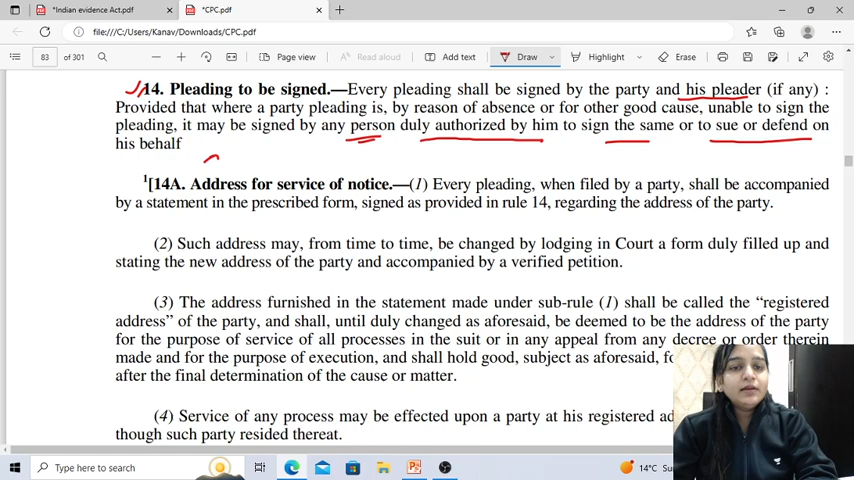 *Indian evidence Act.pdf
*CPC.pdf
file:///C:/Users/Kanav/Downloads/CPC.pdf
83 of 301
Page view
Read aloud
Add text
Draw
Highlight
Erase
14. Pleading to be signed.—Every pleading shall be signed by the party and his pleader (if any) :
Provided that where a party pleading is, by reason of absence or for other good cause, unable to sign the
pleading, it may be signed by any person duly authorized by him to sign the same or to sue or defend on
his behalf
1[14A. Address for service of notice.—(1) Every pleading, when filed by a party, shall be accompanied
by a statement in the prescribed form, signed as provided in rule 14, regarding the address of the party.
(2) Such address may, from time to time, be changed by lodging in Court a form duly filled up and
stating the new address of the party and accompanied by a verified petition.
(3) The address furnished in the statement made under sub-rule (1) shall be called the “registered
address” of the party, and shall, until duly changed as aforesaid, be deemed to be the address of the party
for the purpose of service of all processes in the suit or in any appeal from any decree or order therein
made and for the purpose of execution, and shall hold good, subject as aforesaid,
after the final determination of the cause or matter.
(4) Service of any process may be effected upon a party at his registered
though such party resided thereat.
Type here to search
14°C